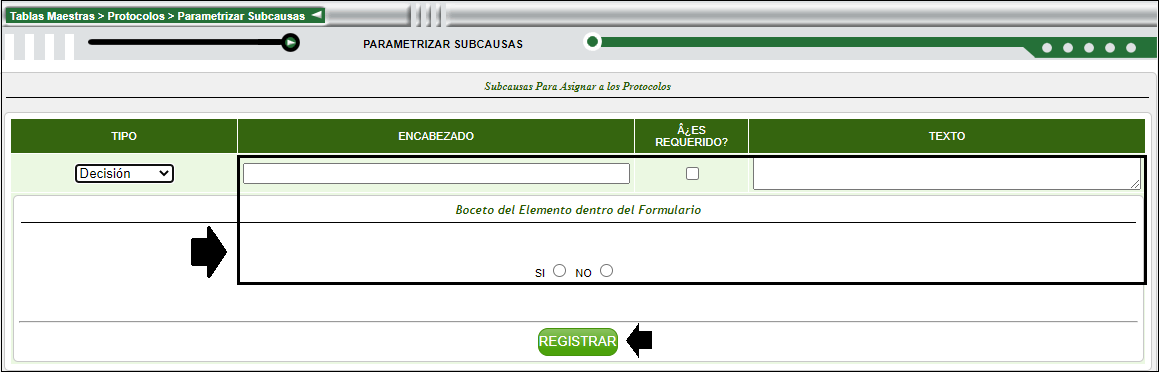 Tablas Maestras > Protocolos > Parametrizar Subcausas
PARAMETRIZAR SUBCAUSAS
Subcausas Para Asignar a los Protocolos
TIPO
ENCABEZADO
Â¿ES
REQUERIDO?
TEXTO
Decisión
Boceto del Elemento dentro del Formulario
SI NO
REGISTRAR